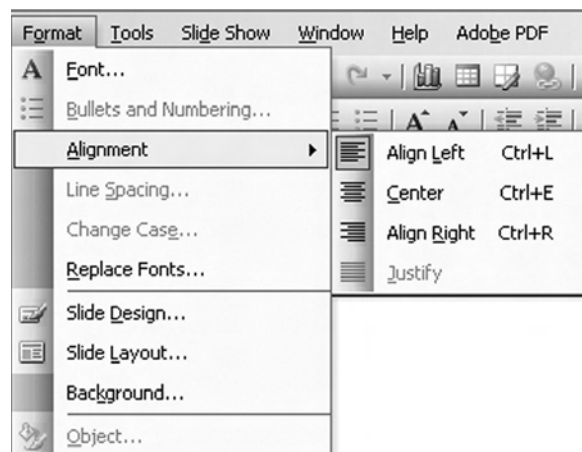 Format Tools Slide Show Window Help Adobe PDF
Font...
Bullets and Numbering...
Alignment
Align Left Ctrl+L
Center Ctrl+E
Align Right Ctrl+R
Justify
Line Spacing...
Change Case...
Replace Fonts...
Slide Design...
Slide Layout...
Background...
Object...